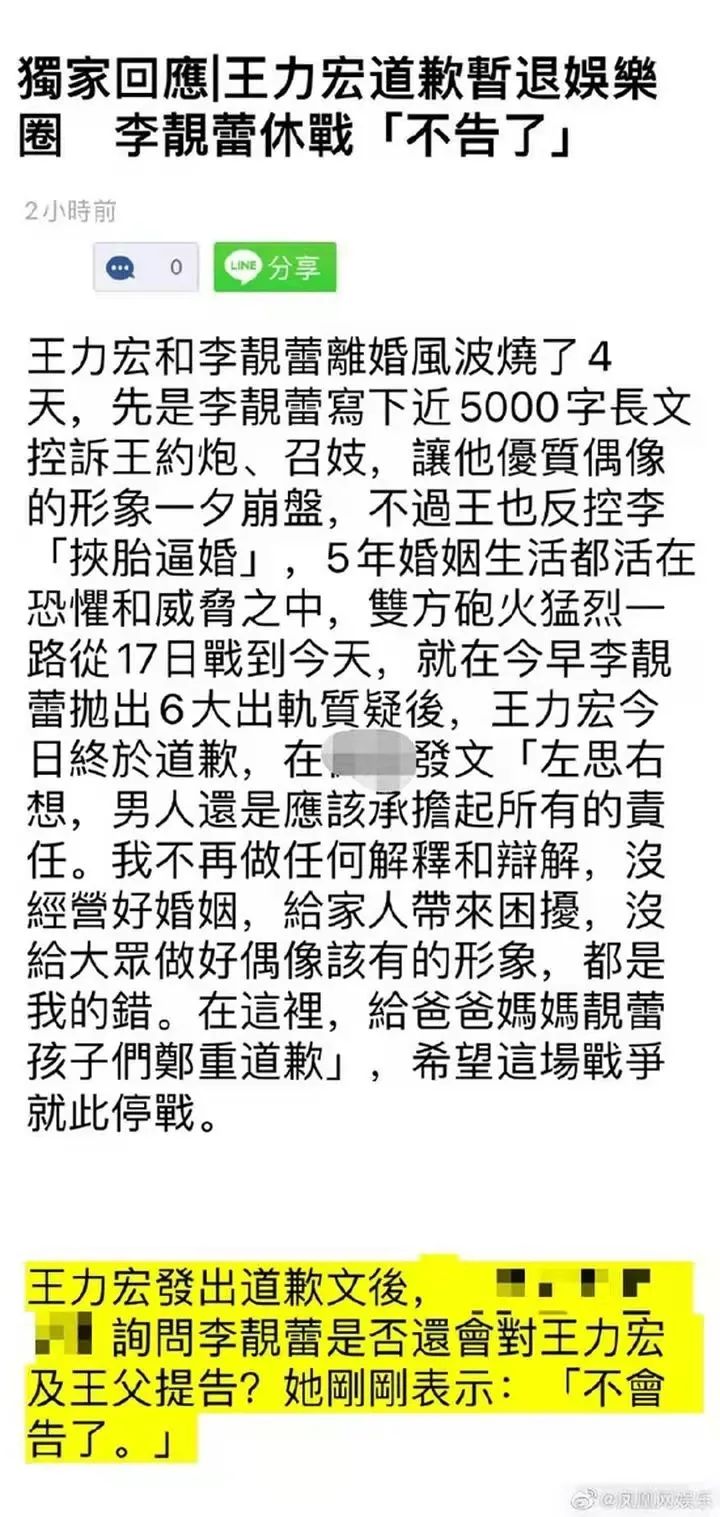 獨家回應|王力宏道歉暫退娛樂
圈 李靚蕾休戰「不告了」
2小時前
0
LINE 分享
王力宏和李靚蕾離婚風波燒了4
天，先是李靚蕾寫下近5000字長文
控訴王約炮、召妓，讓他優質偶像
的形象一夕崩盤，不過王也反控李
「挾胎逼婚」，5年婚姻生活都活在
恐懼和威脅之中，雙方砲火猛烈一
路從17日戰到今天，就在今早李靚
蕾拋出6大出軌質疑後，王力宏今
日終於道歉，在發文「左思右
想，男人還是應該承擔起所有的責
任。我不再做任何解釋和辯解，沒
經營好婚姻，給家人帶來困擾，沒
給大眾做好偶像該有的形象，都是
我的錯。在這裡，給爸爸媽媽靚蕾
孩子們鄭重道歉」，希望這場戰爭
就此停戰。
王力宏發出道歉文後，
詢問李靚蕾是否還會對王力宏
及王父提告？她剛剛表示：「不會
告了。」
@凤凰网娱乐